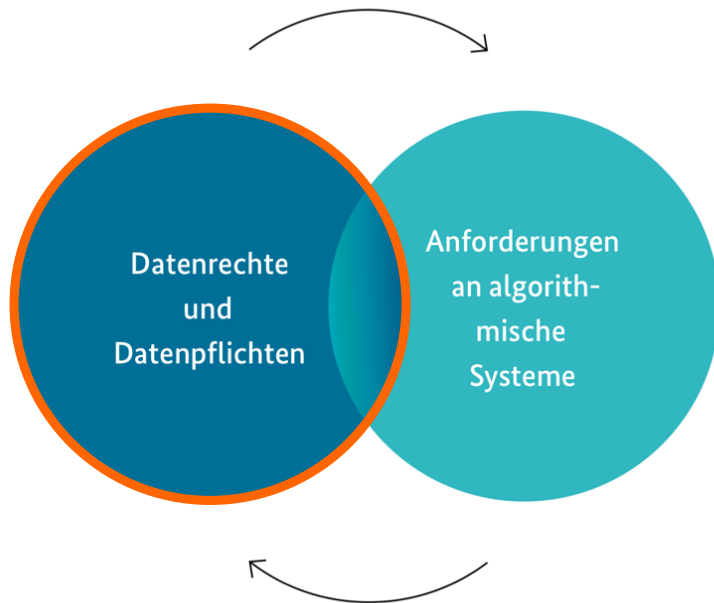 Datenrechte
und
Datenpflichten
Anforderungen
an algorith-
mische
Systeme